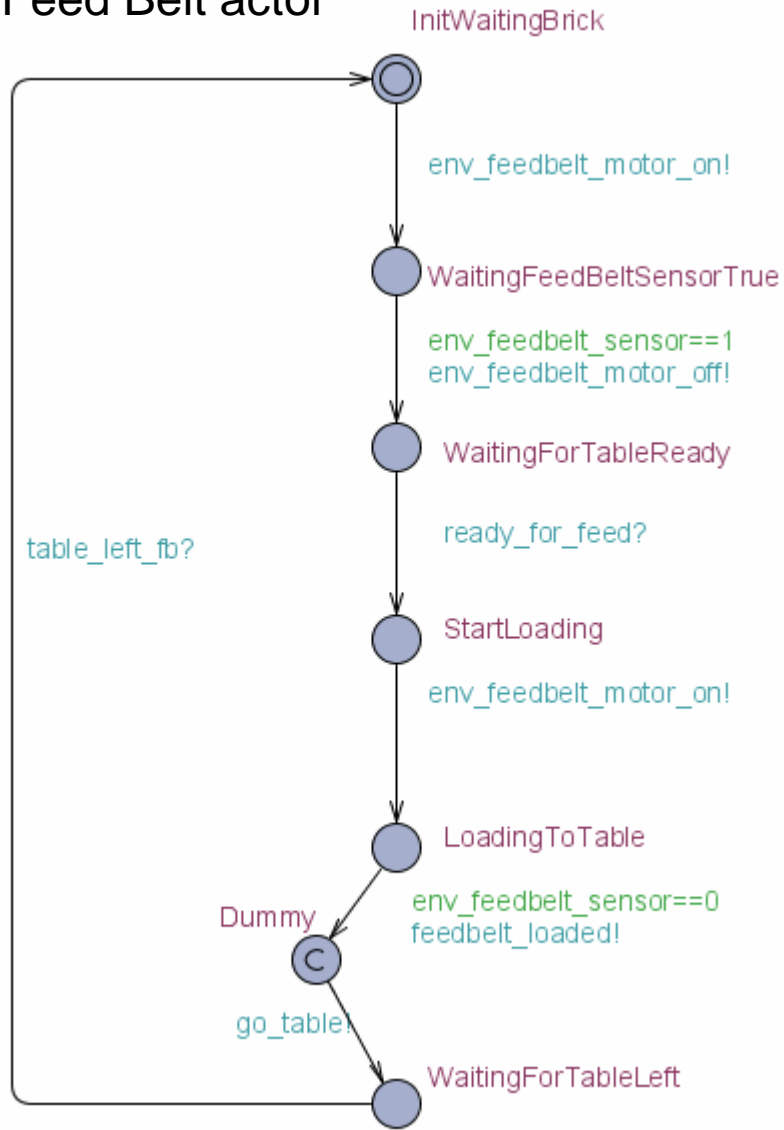 Feed Belt actor
InitWaitingBrick
env_feedbelt_motor_on!
WaitingFeedBeltSensorTrue
env_feedbelt_sensor==1
env_feedbelt_motor_off!
WaitingForTableReady
ready_for_feed?
table_left_fb?
StartLoading
env_feedbelt_motor_on!
LoadingToTable
env_feedbelt_sensor==0
feedbelt_loaded!
Dummy
C
go_table!
WaitingForTableLeft